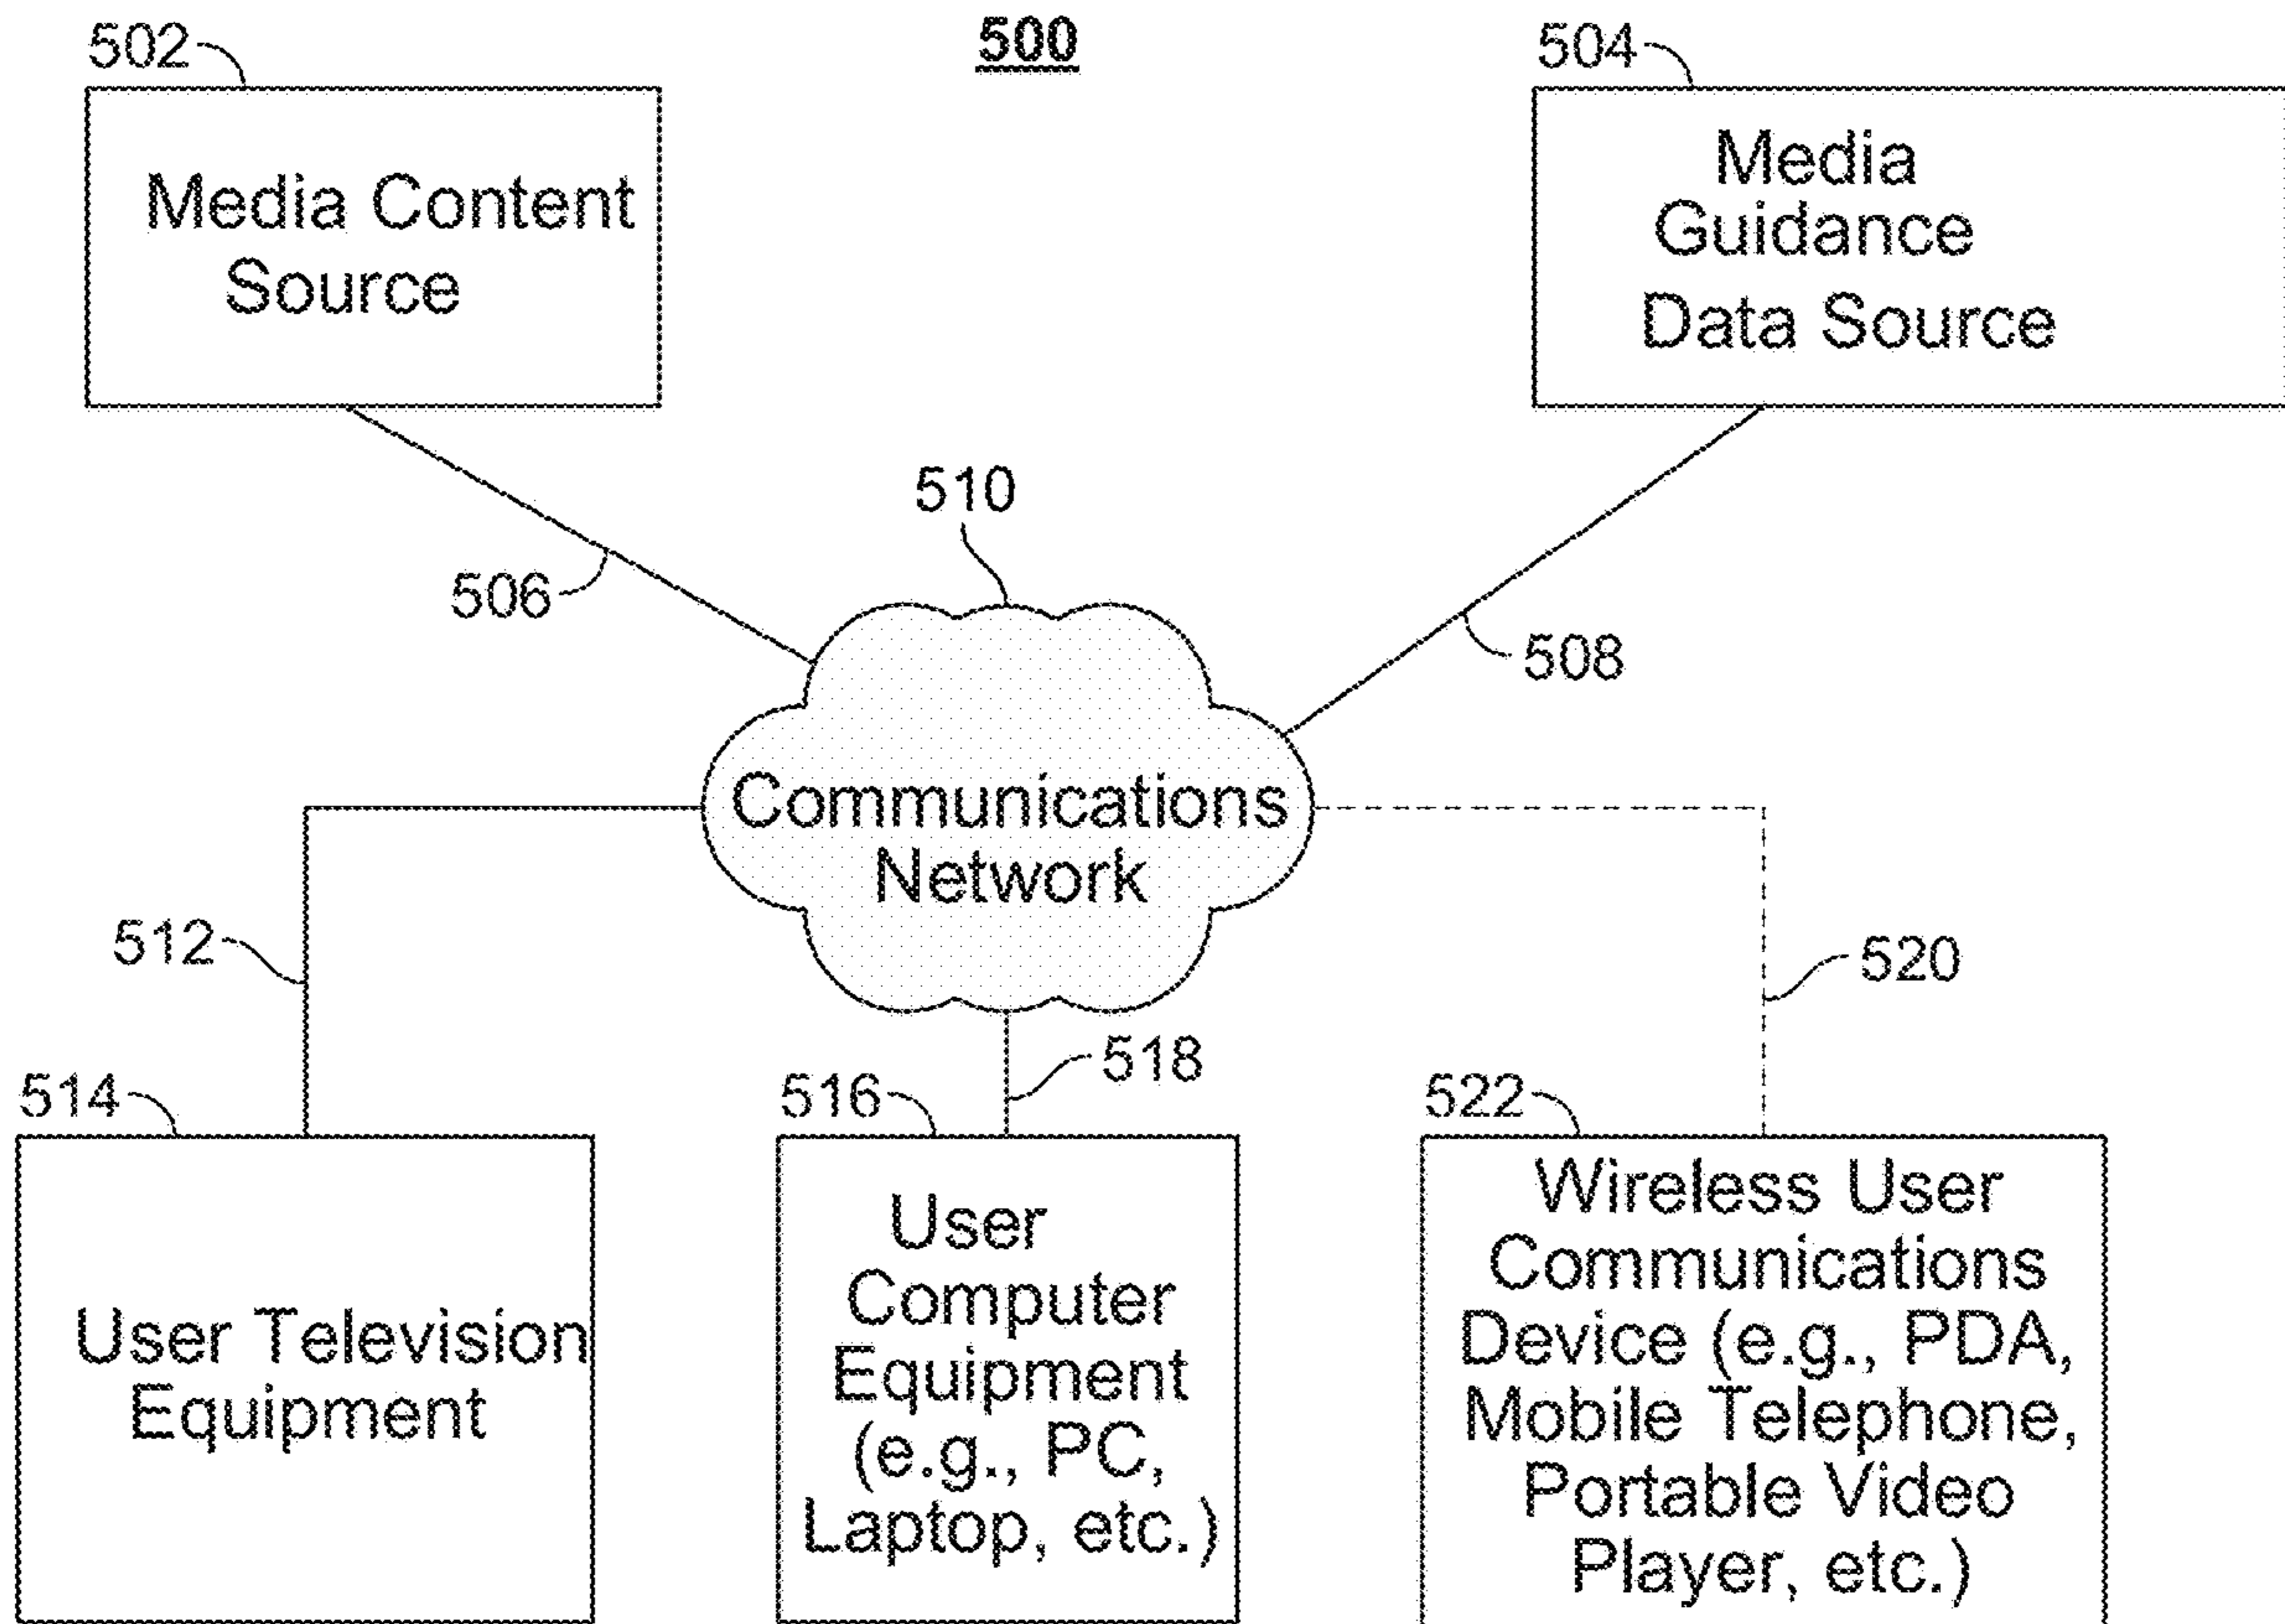 500
502
504
Media Content
Source
Media
Guidance
Data Source
510
506
508
Communications
Network
512
520
518
514
516
522
User Television
Equipment
User
Computer
Equipment
(e.g., PC,
Laptop, etc.)
Wireless User
Communications
Device (e.g., PDA,
Mobile Telephone,
Portable Video
Player, etc.)